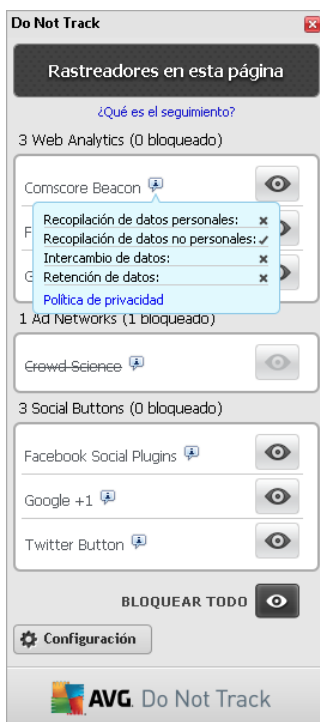 Do Not Track
Rastreadores en esta página
¿Qué es el seguimiento?
3 Web Analytics (0 bloqueado)
Comscore Beacon
F
G
Recopilación de datos personales:
Recopilación de datos no personales:
Intercambio de datos:
Retención de datos:
Política de privacidad
1 Ad Networks (1 bloqueado)
Crowd Science
3 Social Buttons (0 bloqueado)
Facebook Social Plugins
Google +1
Twitter Button
BLOQUEAR TODO
Configuración
AVG. Do Not Track